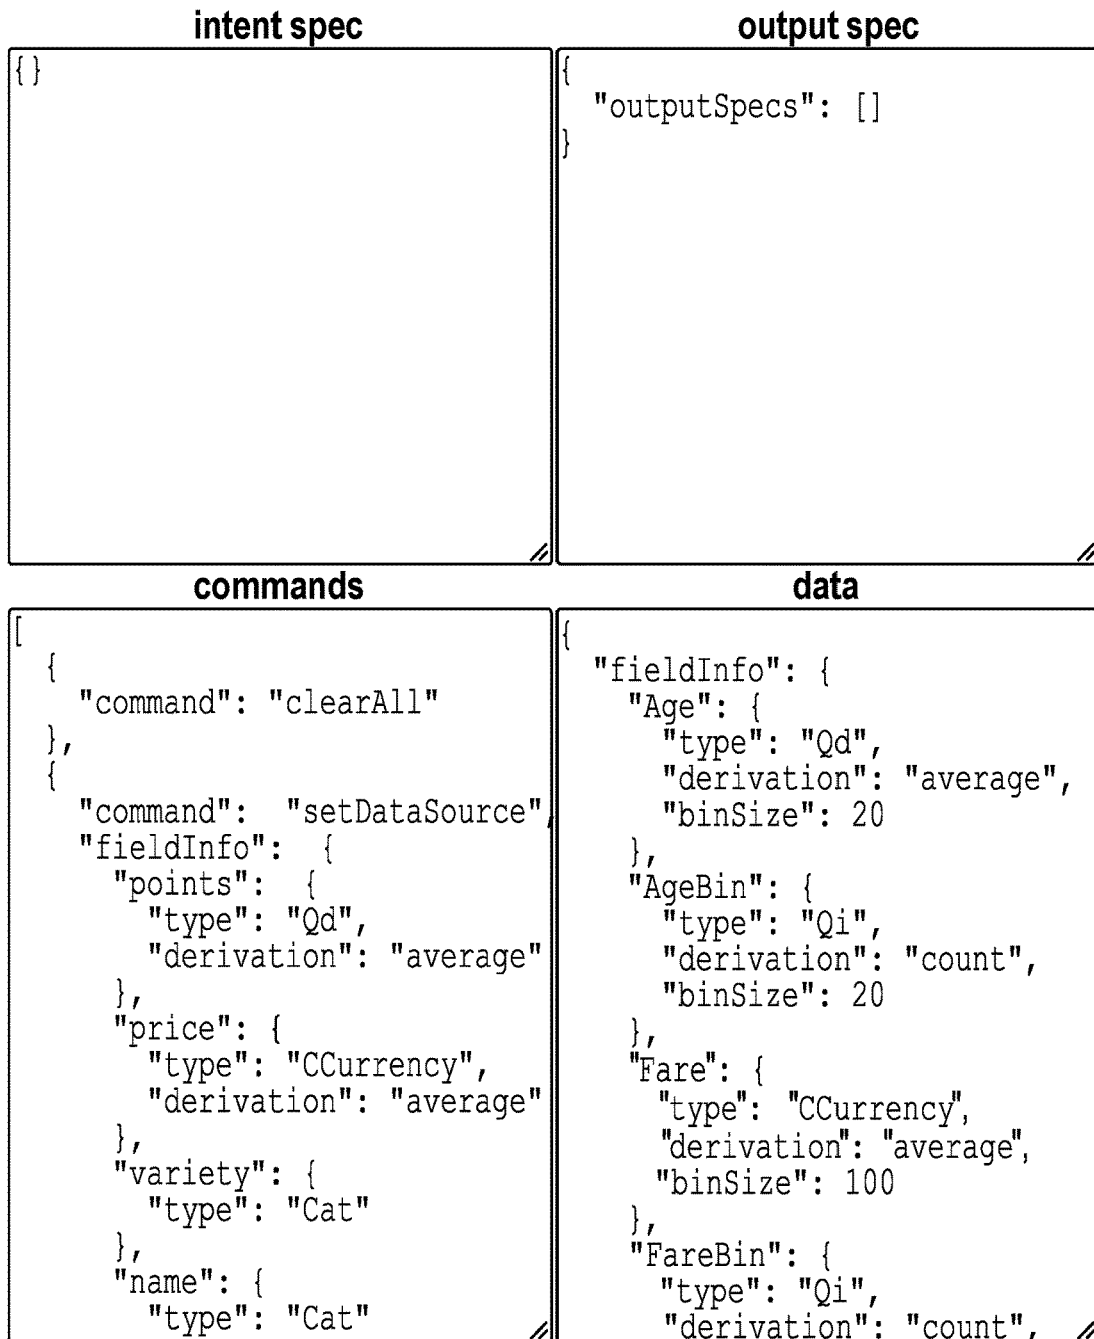 intent spec
{}
output spec
{
"outputSpecs": []
}
commands
[
{
"command": "clearAll"
},
{
"command": "setDataSource",
"fieldInfo": {
"points": {
"type": "Qd",
"derivation": "average"
},
"price": {
"type": "CCurrency",
"derivation": "average"
},
"variety": {
"type": "Cat"
},
"name": {
"type": "Cat"
data
{
"fieldInfo": {
"Age": {
"type": "Qd",
"derivation": "average",
"binSize": 20
},
"AgeBin": {
"type": "Qi",
"derivation": "count",
"binSize": 20
},
"Fare": {
"type": "CCurrency",
"derivation": "average",
"binSize": 100
},
"FareBin": {
"type": "Qi",
"derivation": "count",